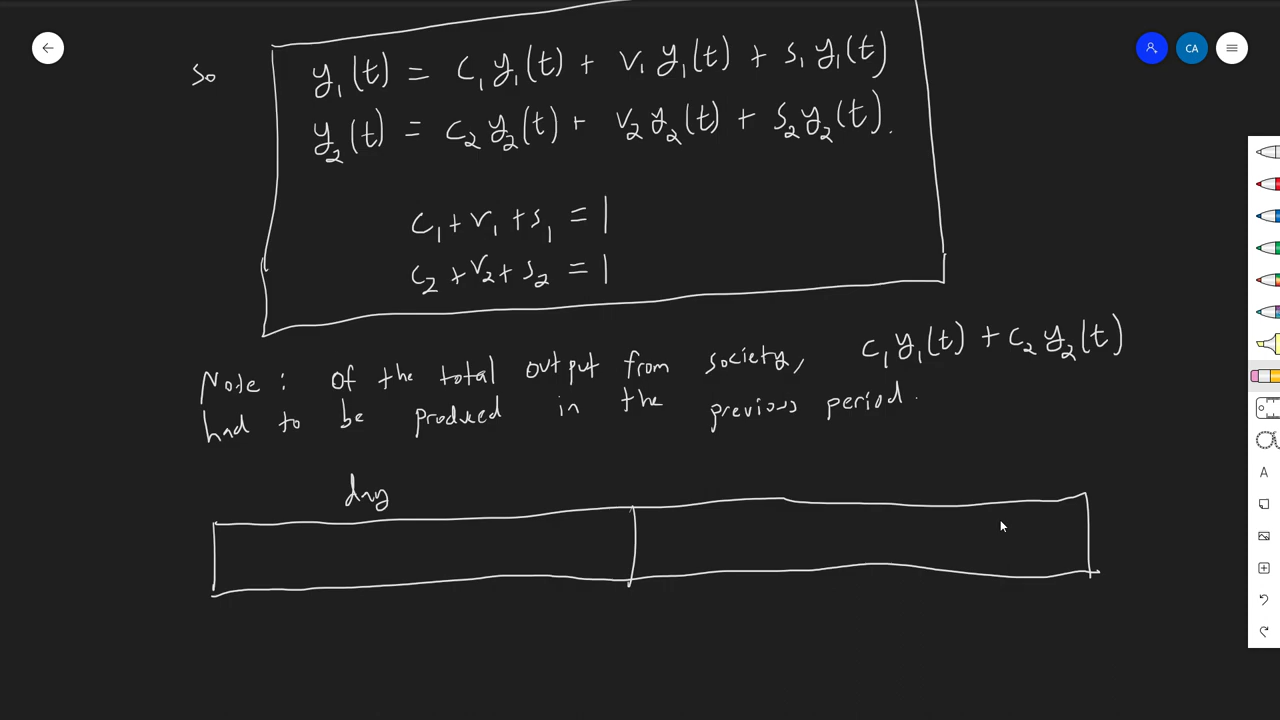 CA
so y₁(t) = c₁y₁(t) + v₁y₁(t) + s₁y₁(t)
y₂(t) = c₂y₂(t) + v₂y₂(t) + s₂y₂(t).
c₁ + v₁ + s₁ = 1
c₂ + v₂ + s₂ = 1
Note: Of the total output from society, c₁y₁(t) + c₂y₂(t)
had to be produced in the previous period.
A